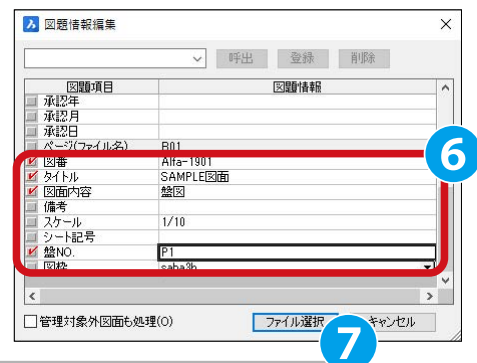 図題情報編集
呼出 登録 削除
図題項目 図題情報
承認年
承認月
承認日
ページ(ファイル名) B01
図番 Alfa-1901
タイトル SAMPLE図面
図面内容 盤図
備考
スケール 1/10
シート記号
盤NO. P1
図枠 saba3h
6
管理対象外図面も処理(O) ファイル選択 キャンセル
7